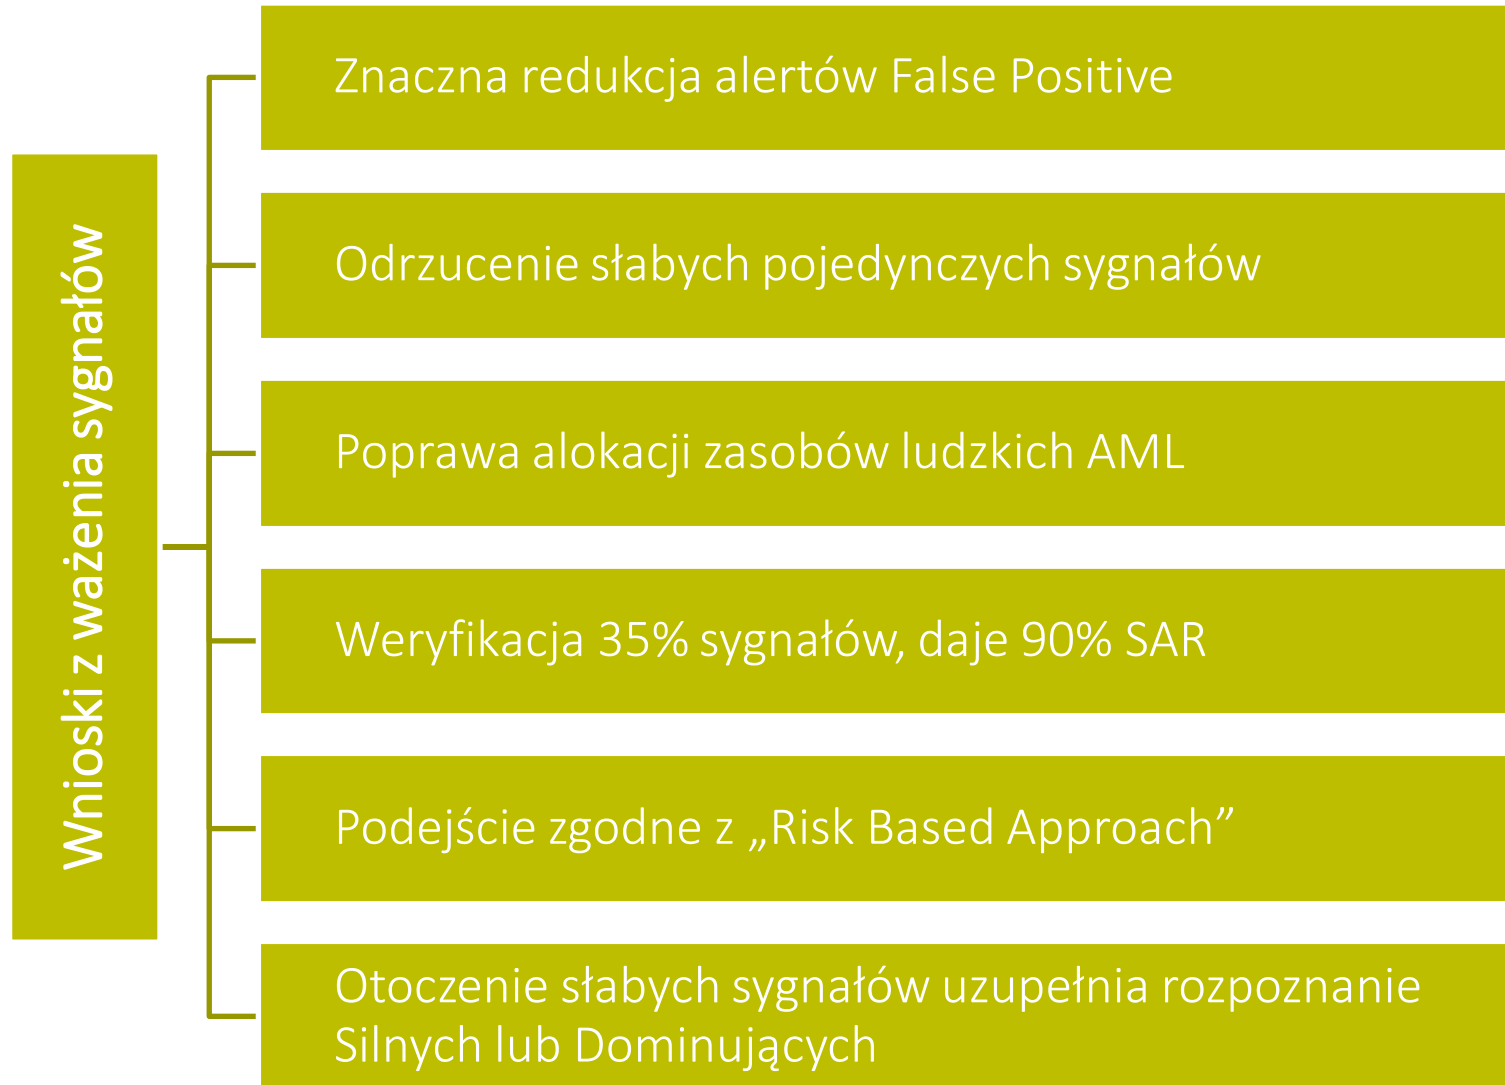 Wnioski z ważenia sygnałów
Znaczna redukcja alertów False Positive
Odrzucenie słabych pojedynczych sygnałów
Poprawa alokacji zasobów ludzkich AML
Weryfikacja 35% sygnałów, daje 90% SAR
Podejście zgodne z „Risk Based Approach”
Otoczenie słabych sygnałów uzupełnia rozpoznanie
Silnych lub Dominujących